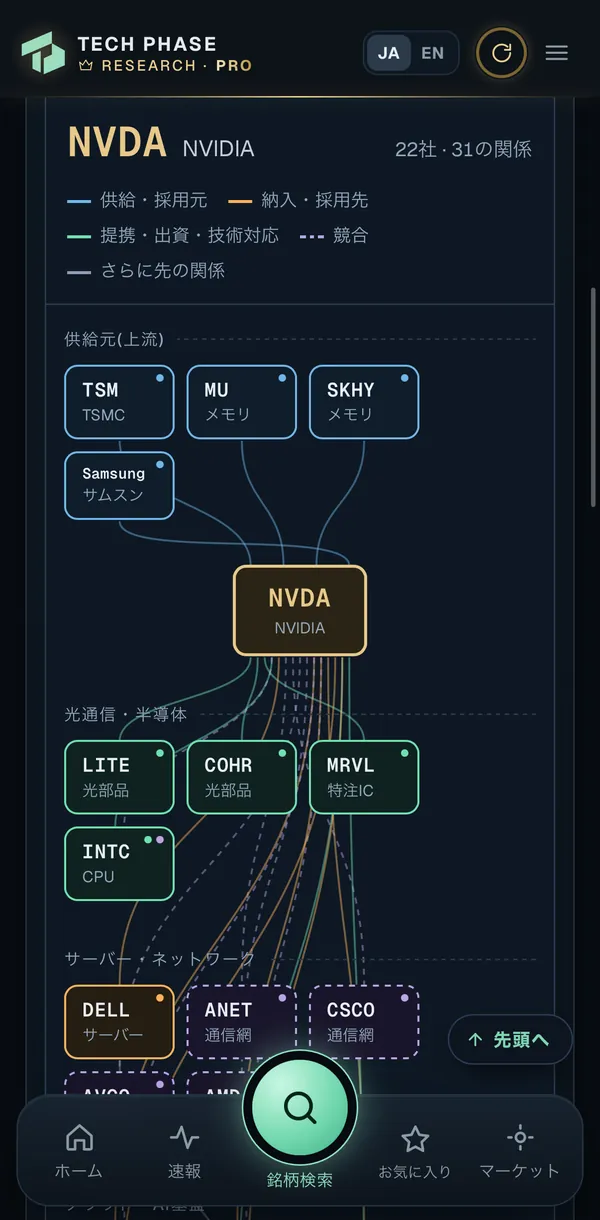 TECH PHASE
RESEARCH · PRO
JA EN
NVDA NVIDIA 22社 · 31の関係
供給・採用元 納入・採用先
提携・出資・技術対応 競合
さらに先の関係
供給元(上流)
TSM MU SKHY
TSMC メモリ メモリ
Samsung
サムスン
NVDA
NVIDIA
光通信・半導体
LITE COHR MRVL
光部品 光部品 特注IC
INTC
CPU
サーバー・ネットワーク
DELL ANET CSCO
サーバー 通信網 通信網
↑ 先頭へ
AVGO AMD
ホーム 速報 銘柄検索 お気に入り マーケット